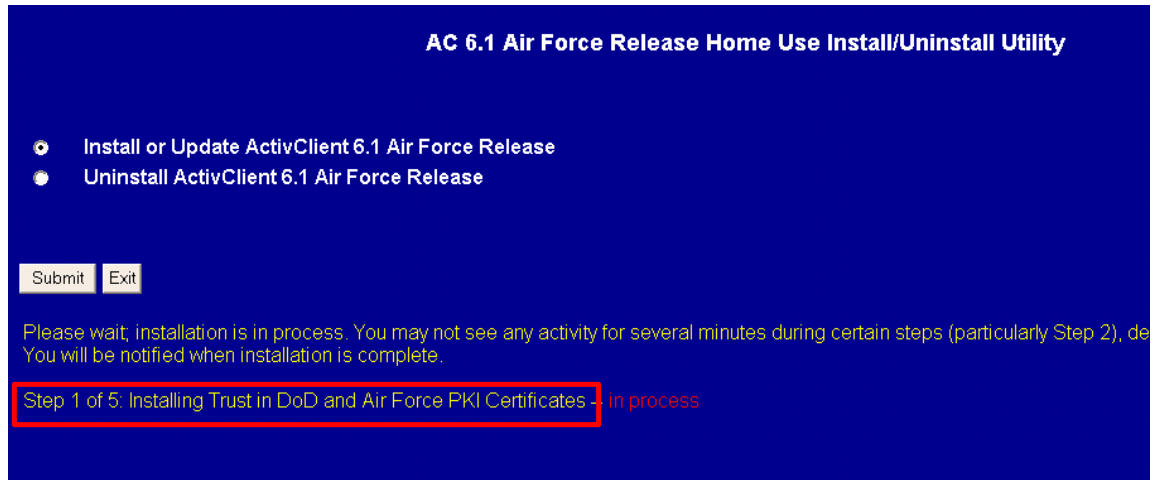 AC 6.1 Air Force Release Home Use Install/Uninstall Utility
Install or Update ActivClient 6.1 Air Force Release
Uninstall ActivClient 6.1 Air Force Release
Submit Exit
Please wait; installation is in process. You may not see any activity for several minutes during certain steps (particularly Step 2), de
You will be notified when installation is complete.
Step 1 of 5: Installing Trust in DoD and Air Force PKI Certificates - in process